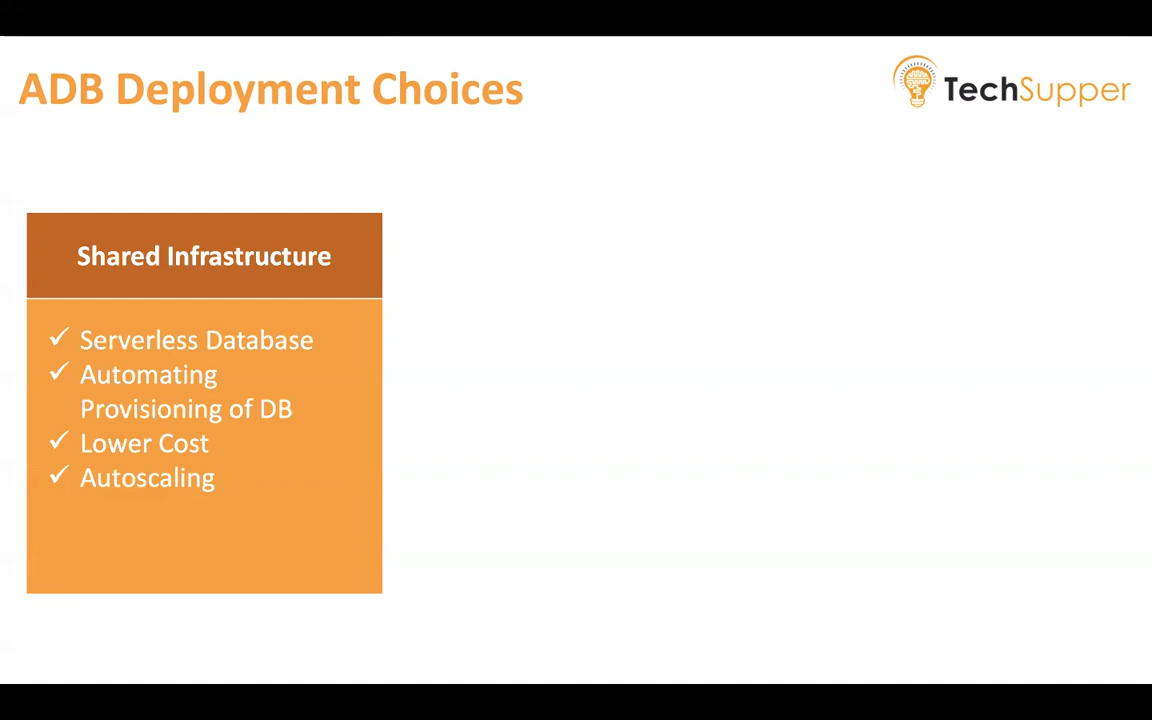 ADB Deployment Choices
TechSupper
Shared Infrastructure
✓ Serverless Database
✓ Automating
Provisioning of DB
✓ Lower Cost
✓ Autoscaling